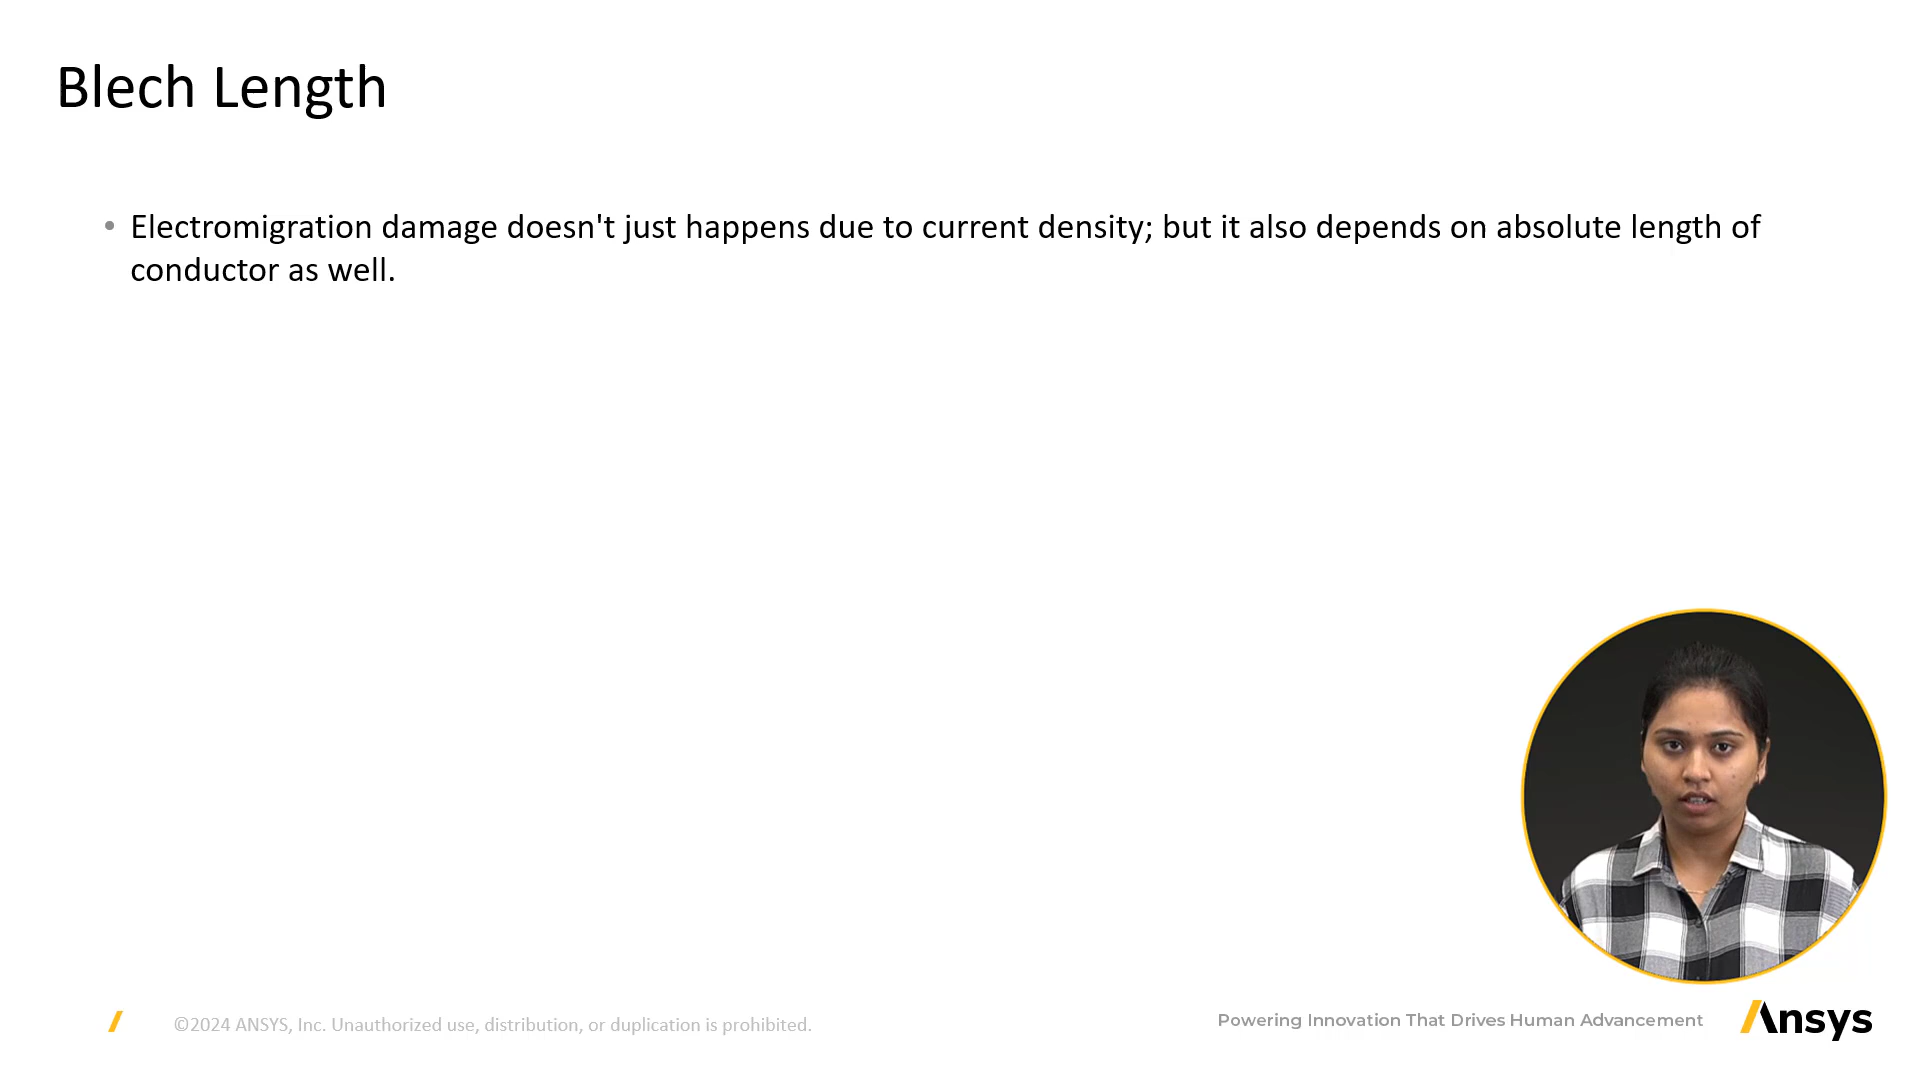 Blech Length
• Electromigration damage doesn't just happens due to current density; but it also depends on absolute length of
conductor as well.
©2024 ANSYS, Inc. Unauthorized use, distribution, or duplication is prohibited.
Powering Innovation That Drives Human Advancement
Ansys